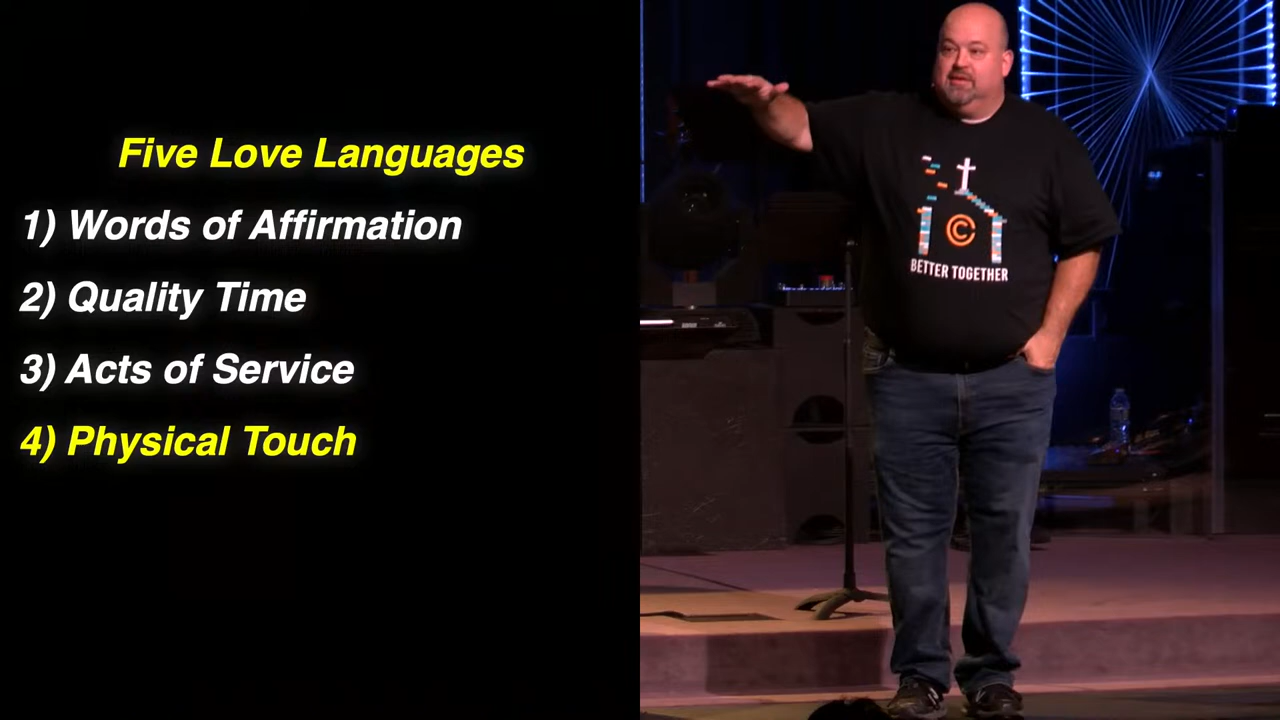 Five Love Languages
1) Words of Affirmation
2) Quality Time
3) Acts of Service
4) Physical Touch
C
BETTER TOGETHER